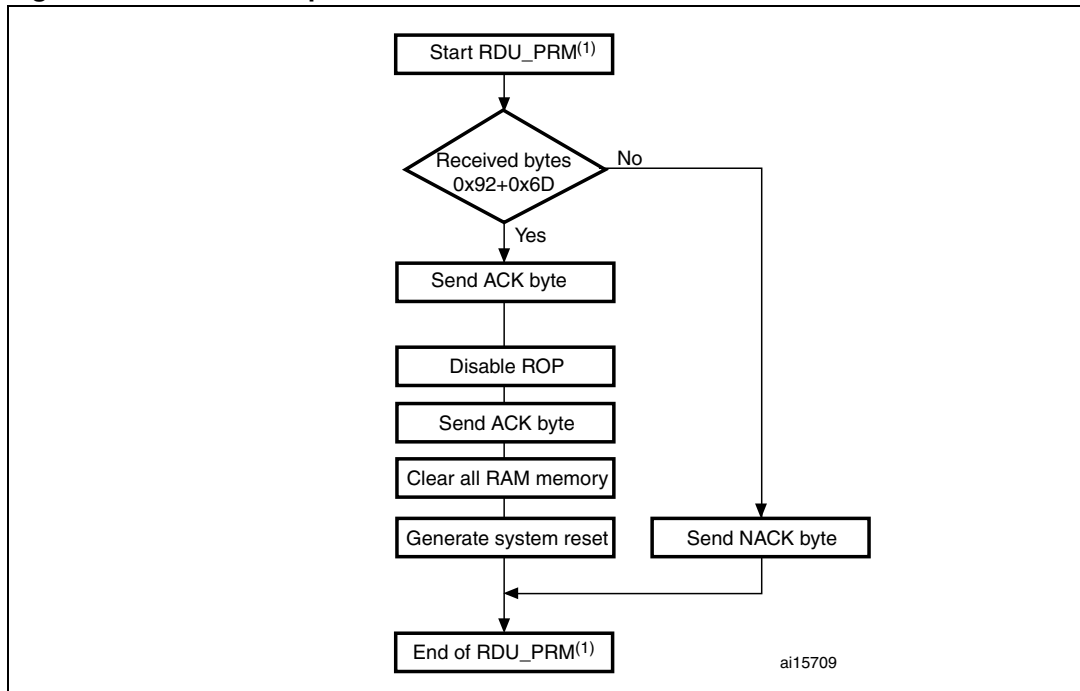 Start RDU_PRM(1)
Received bytes
0x92+0x6D
No
Yes
Send ACK byte
Disable ROP
Send ACK byte
Clear all RAM memory
Generate system reset
Send NACK byte
End of RDU_PRM(1)
ai15709